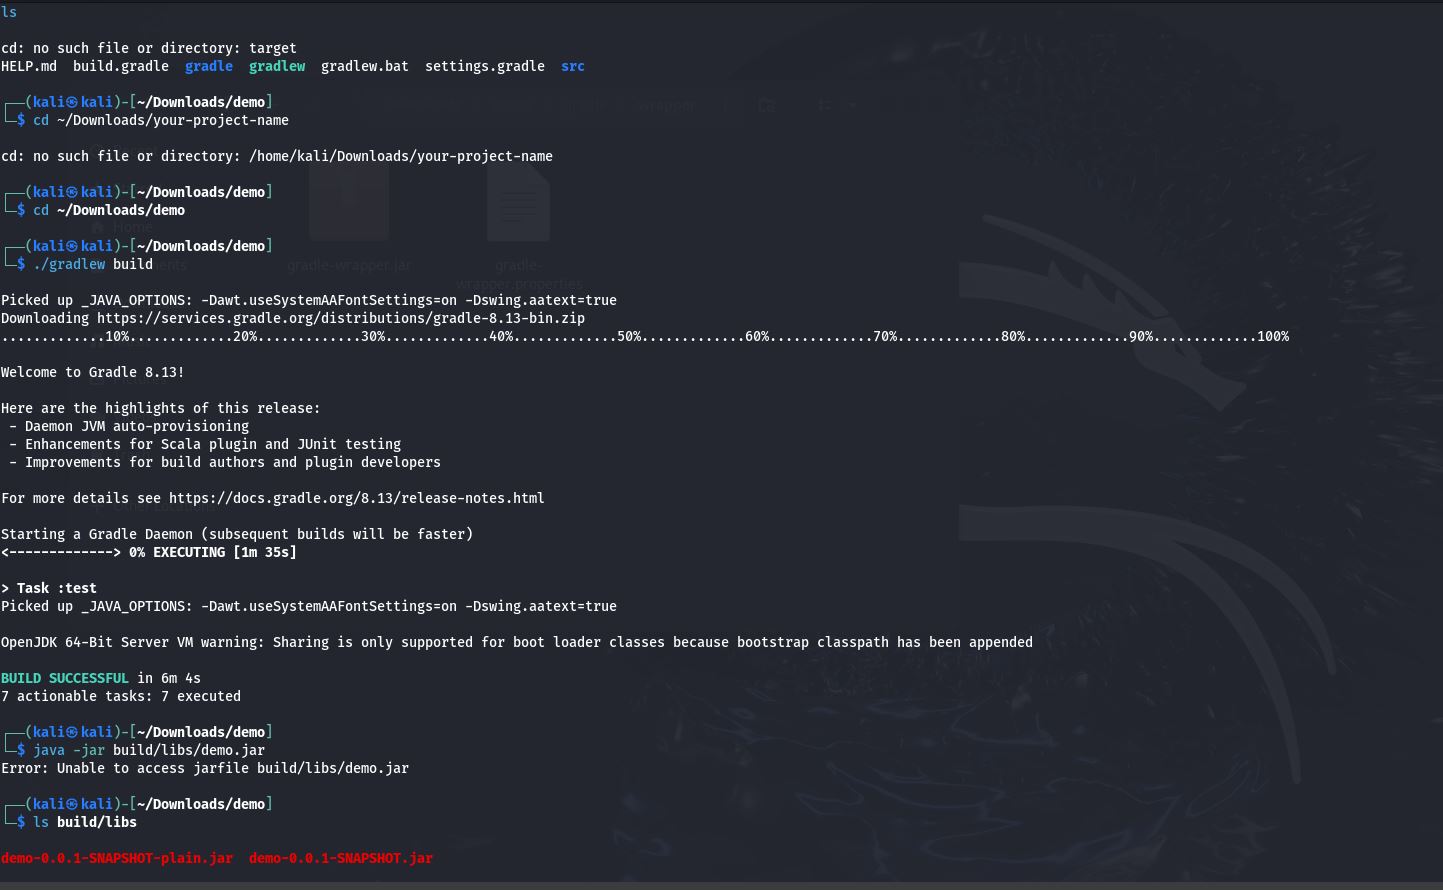 ls
cd: no such file or directory: target
HELP.md  build.gradle  gradle  gradlew  gradlew.bat  settings.gradle  src
┌──(kali㉿kali)-[~/Downloads/demo]
└─$ cd ~/Downloads/your-project-name
cd: no such file or directory: /home/kali/Downloads/your-project-name
┌──(kali㉿kali)-[~/Downloads/demo]
└─$ cd ~/Downloads/demo
┌──(kali㉿kali)-[~/Downloads/demo]
└─$ ./gradlew build
Picked up _JAVA_OPTIONS: -Dawt.useSystemAAFontSettings=on -Dswing.aatext=true
Downloading https://services.gradle.org/distributions/gradle-8.13-bin.zip
.............10%.............20%.............30%.............40%.............50%.............60%.............70%.............80%.............90%.............100%
Welcome to Gradle 8.13!
Here are the highlights of this release:
 - Daemon JVM auto-provisioning
 - Enhancements for Scala plugin and JUnit testing
 - Improvements for build authors and plugin developers
For more details see https://docs.gradle.org/8.13/release-notes.html
Starting a Gradle Daemon (subsequent builds will be faster)
<-------------> 0% EXECUTING [1m 35s]
> Task :test
Picked up _JAVA_OPTIONS: -Dawt.useSystemAAFontSettings=on -Dswing.aatext=true
OpenJDK 64-Bit Server VM warning: Sharing is only supported for boot loader classes because bootstrap classpath has been appended
BUILD SUCCESSFUL in 6m 4s
7 actionable tasks: 7 executed
┌──(kali㉿kali)-[~/Downloads/demo]
└─$ java -jar build/libs/demo.jar
Error: Unable to access jarfile build/libs/demo.jar
┌──(kali㉿kali)-[~/Downloads/demo]
└─$ ls build/libs
demo-0.0.1-SNAPSHOT-plain.jar  demo-0.0.1-SNAPSHOT.jar
wrapper
Home
gradle-wrapper.jar
gradle-
wrapper.properties